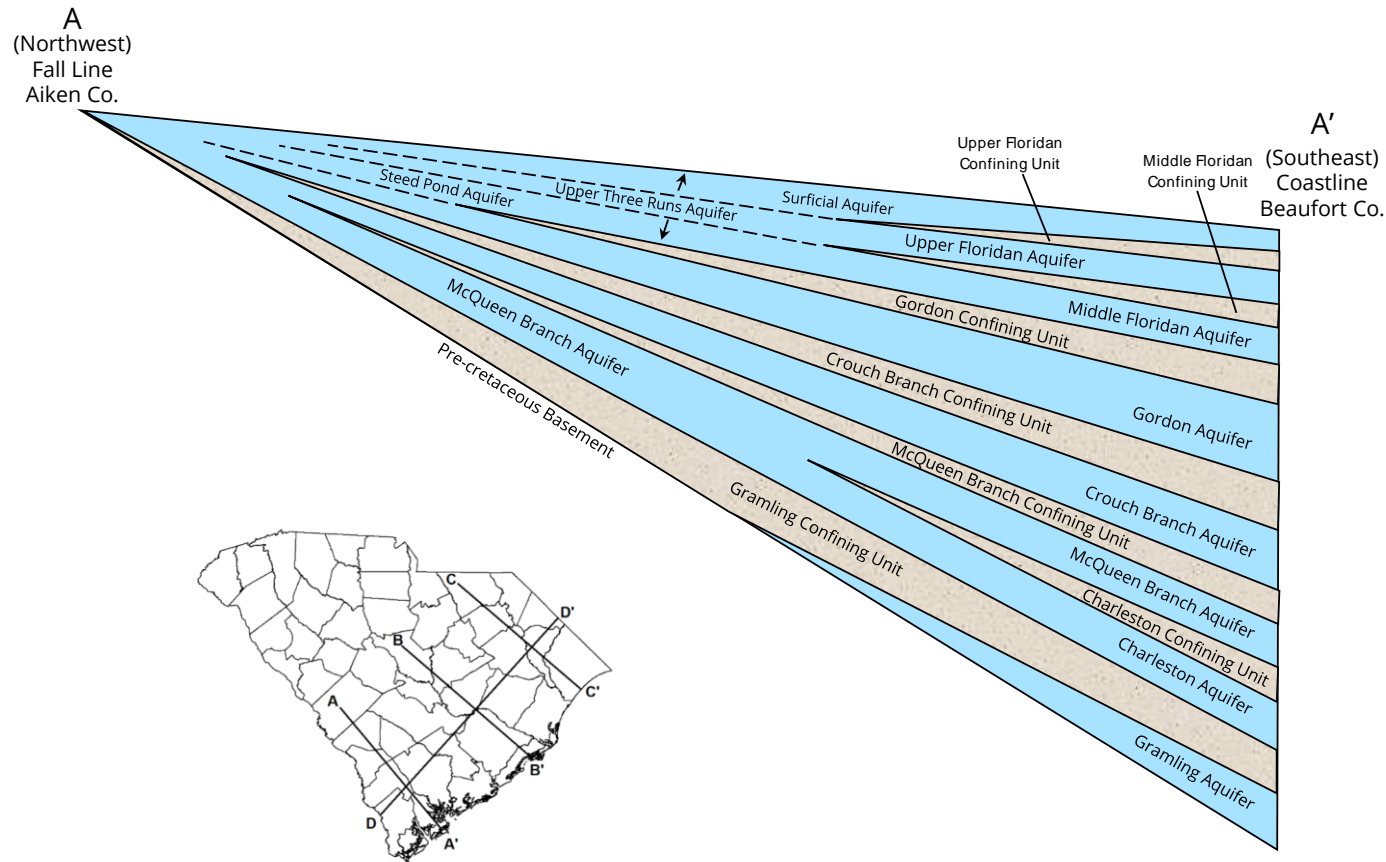 A
(Northwest)
Fall Line
Aiken Co.
A’
(Southeast)
Coastline
Beaufort Co.
Upper Floridan
Confining Unit
Middle Floridan
Confining Unit
Steed Pond Aquifer
Upper Three Runs Aquifer
Surficial Aquifer
Upper Floridan Aquifer
Middle Floridan Aquifer
Gordon Confining Unit
Gordon Aquifer
Crouch Branch Confining Unit
Crouch Branch Aquifer
McQueen Branch Aquifer
McQueen Branch Confining Unit
McQueen Branch Aquifer
Charleston Confining Unit
Charleston Aquifer
Pre-cretaceous Basement
Gramling Confining Unit
Gramling Aquifer
C
D'
B
C'
A
B'
D
A'